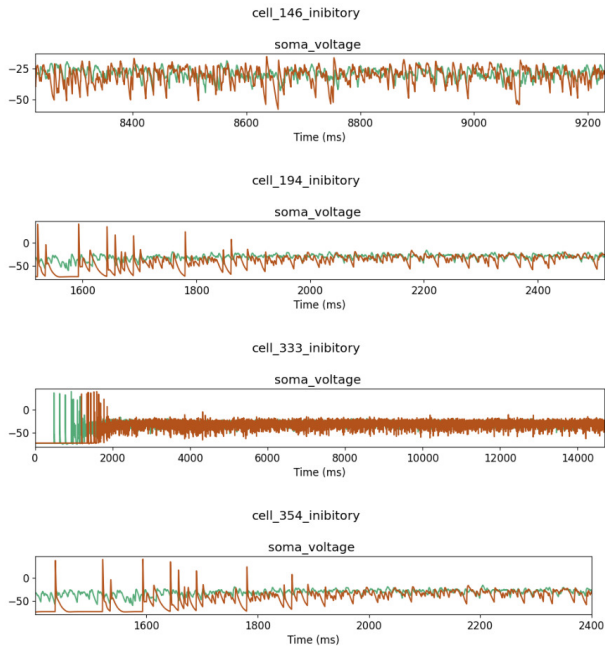 cell_146_inibitory
soma_voltage
−25
−50
8400 8600 8800 9000 9200
Time (ms)
cell_194_inibitory
soma_voltage
0
−50
1600 1800 2000 2200 2400
Time (ms)
cell_333_inibitory
soma_voltage
0
−50
0 2000 4000 6000 8000 10000 12000 14000
Time (ms)
cell_354_inibitory
soma_voltage
0
−50
1600 1800 2000 2200 2400
Time (ms)